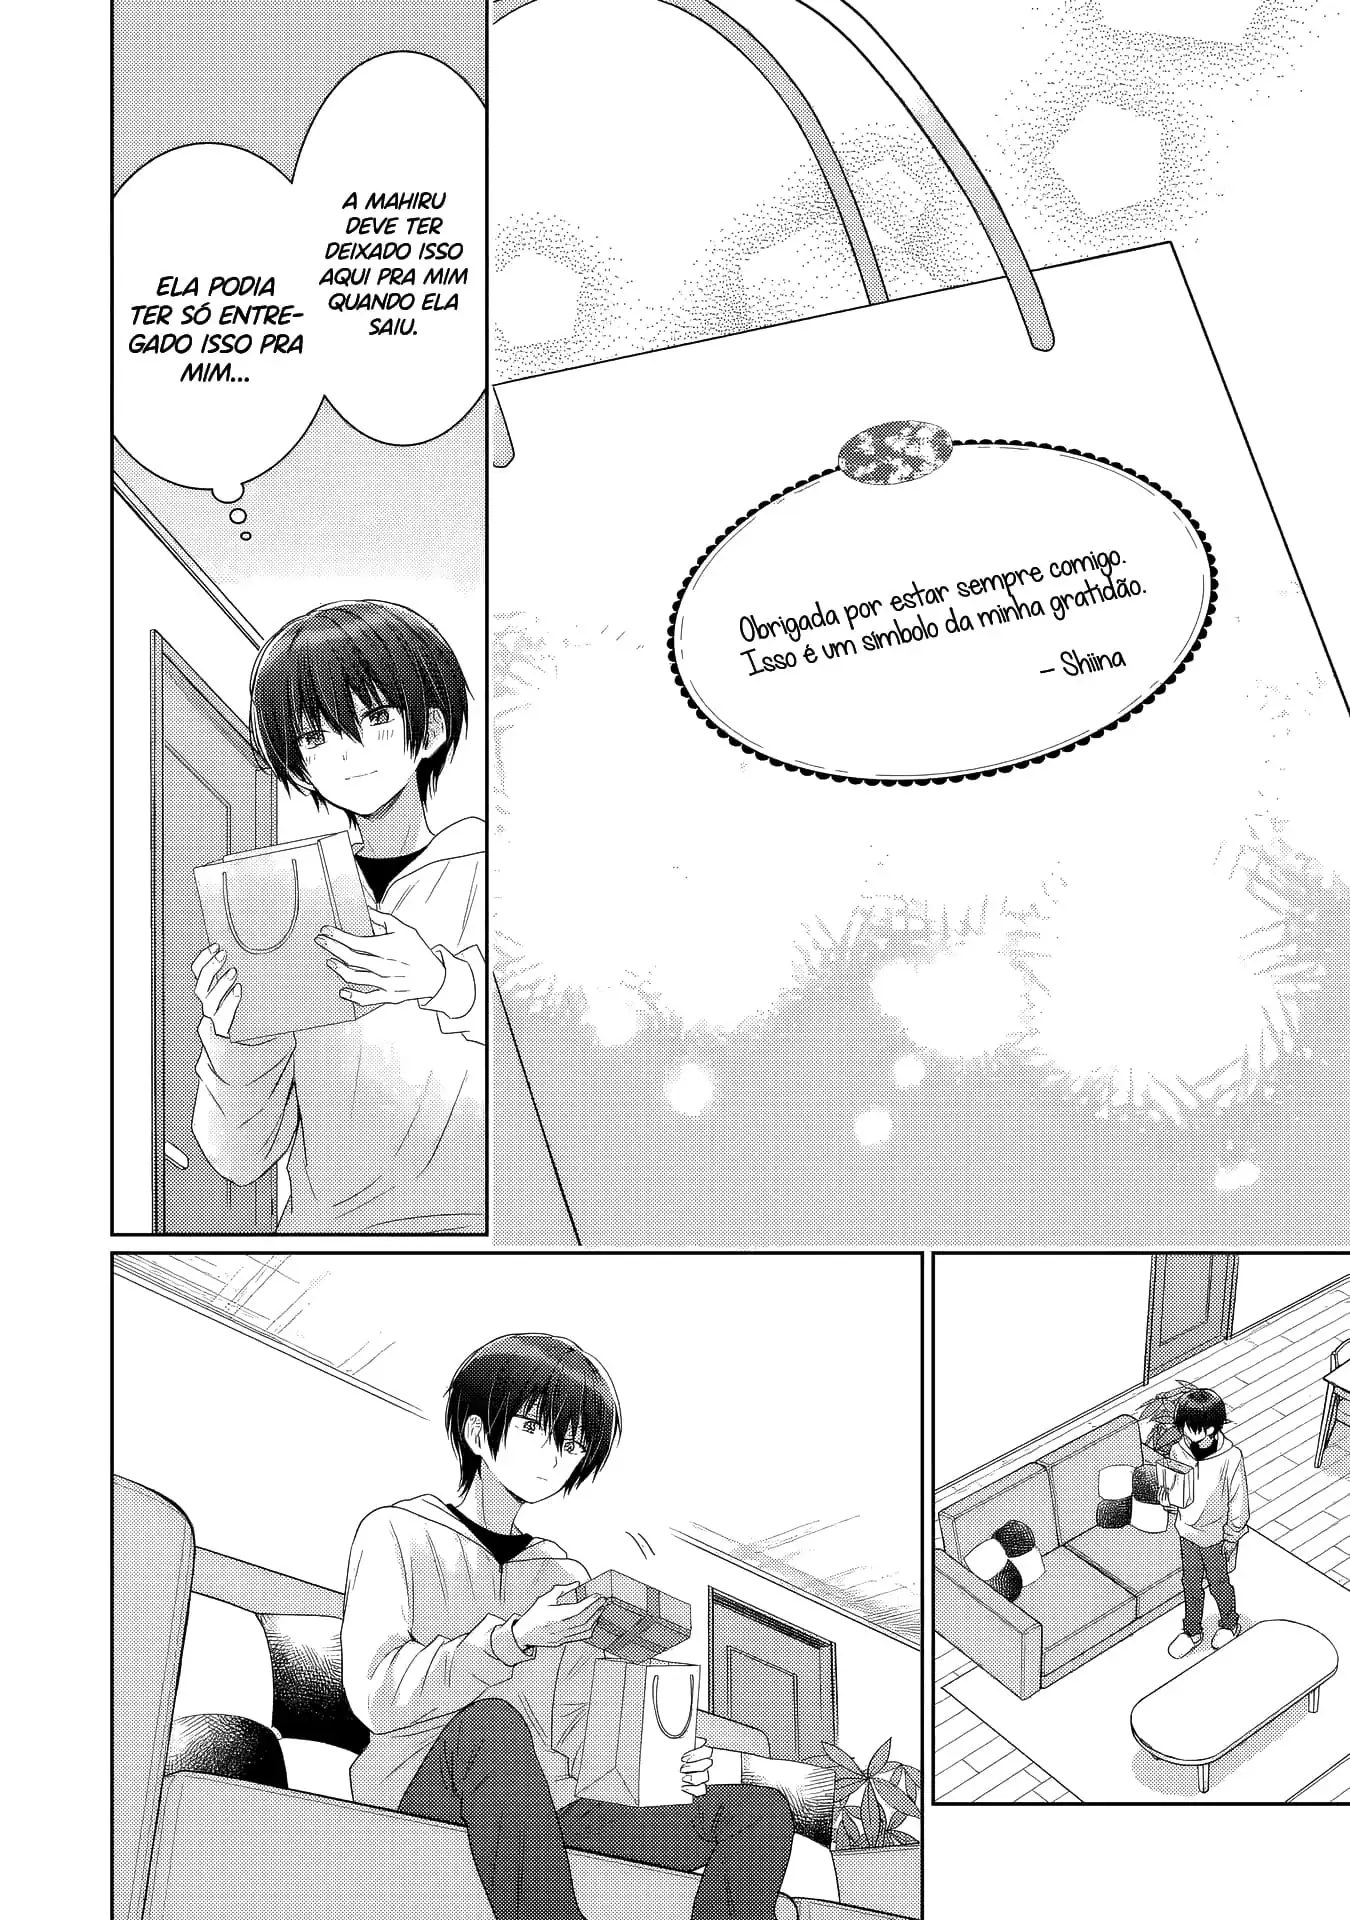 Obrigada por estar sempre comigo.
Isso é um símbolo da minha gratidão.
– Shiina
A MAHIRU
DEVE TER
DEIXADO ISSO
AQUI PRA MIM
QUANDO ELA
SAIU.
ELA PODIA
TER SÓ ENTRE-
GADO ISSO PRA
MIM...